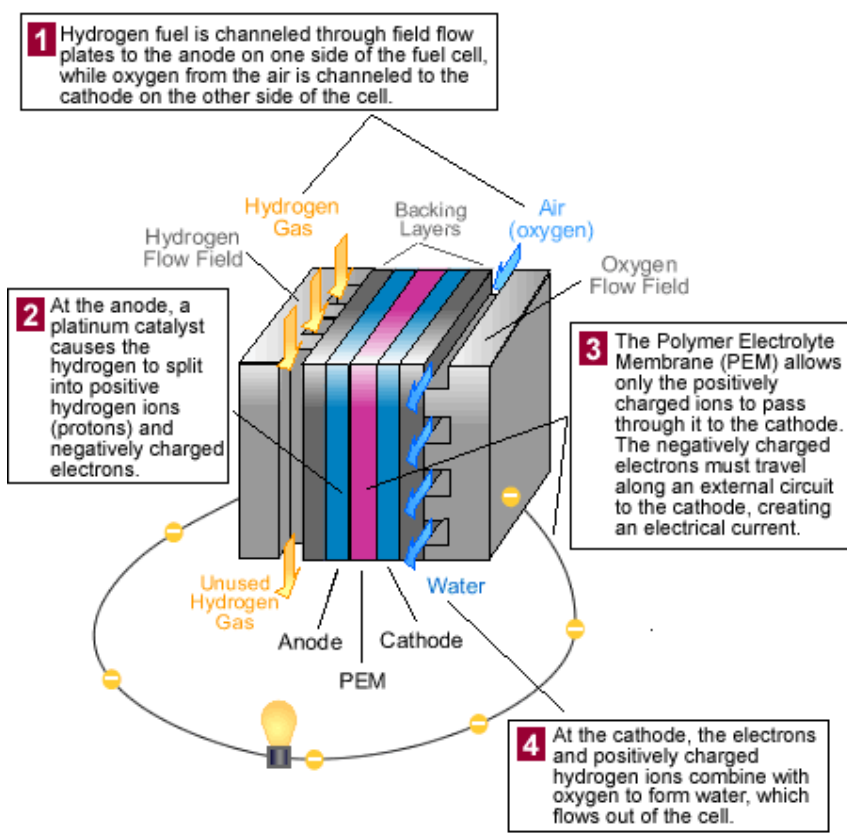 1 Hydrogen fuel is channeled through field flow
plates to the anode on one side of the fuel cell,
while oxygen from the air is channeled to the
cathode on the other side of the cell.
Hydrogen
Gas
Backing
Layers
Air
(oxygen)
Hydrogen
Flow Field
Oxygen
Flow Field
2 At the anode, a
platinum catalyst
causes the
hydrogen to split
into positive
hydrogen ions
(protons) and
negatively charged
electrons.
3 The Polymer Electrolyte
Membrane (PEM) allows
only the positively
charged ions to pass
through it to the cathode.
The negatively charged
electrons must travel
along an external circuit
to the cathode, creating
an electrical current.
Unused
Hydrogen
Gas
Water
Anode
Cathode
PEM
4 At the cathode, the electrons
and positively charged
hydrogen ions combine with
oxygen to form water, which
flows out of the cell.